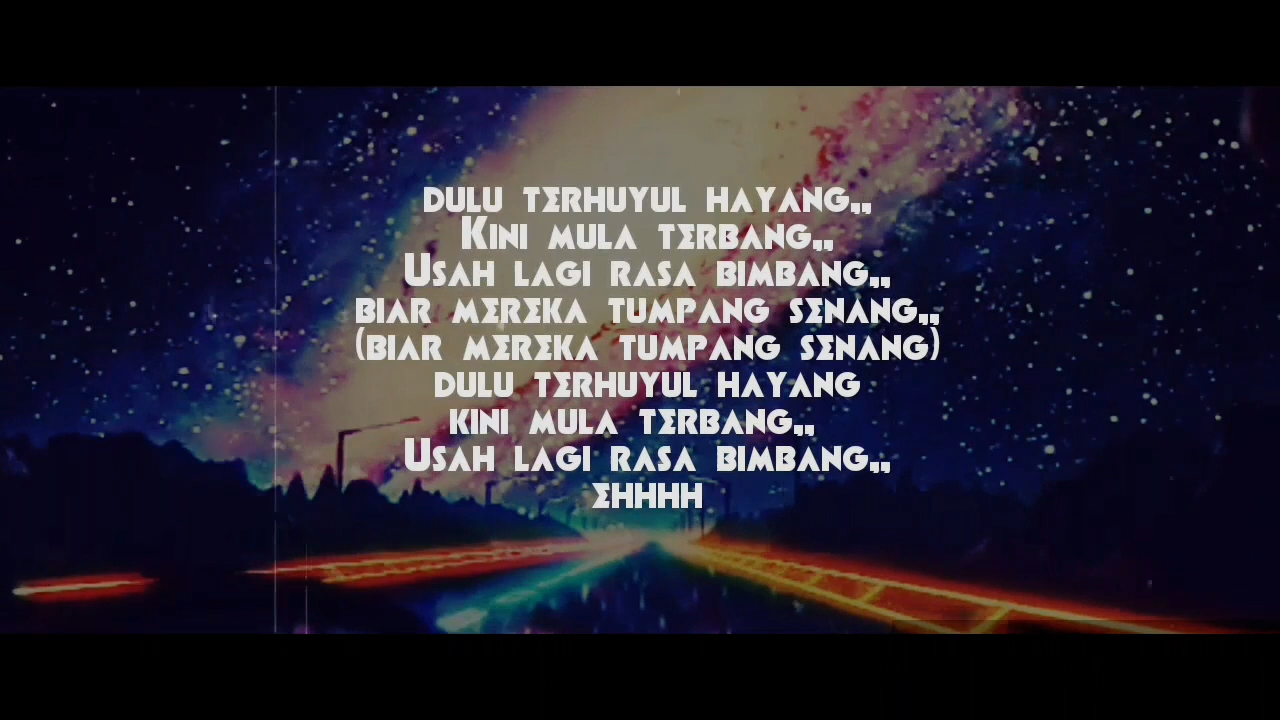 DULU TERHUYUL HAYANG,,
KINI MULA TERBANG,,
USAH LAGI RASA BIMBANG,,
BIAR MEREKA TUMPANG SENANG,,
(BIAR MEREKA TUMPANG SENANG)
DULU TERHUYUL HAYANG
KINI MULA TERBANG,,
USAH LAGI RASA BIMBANG,,
EHHHH